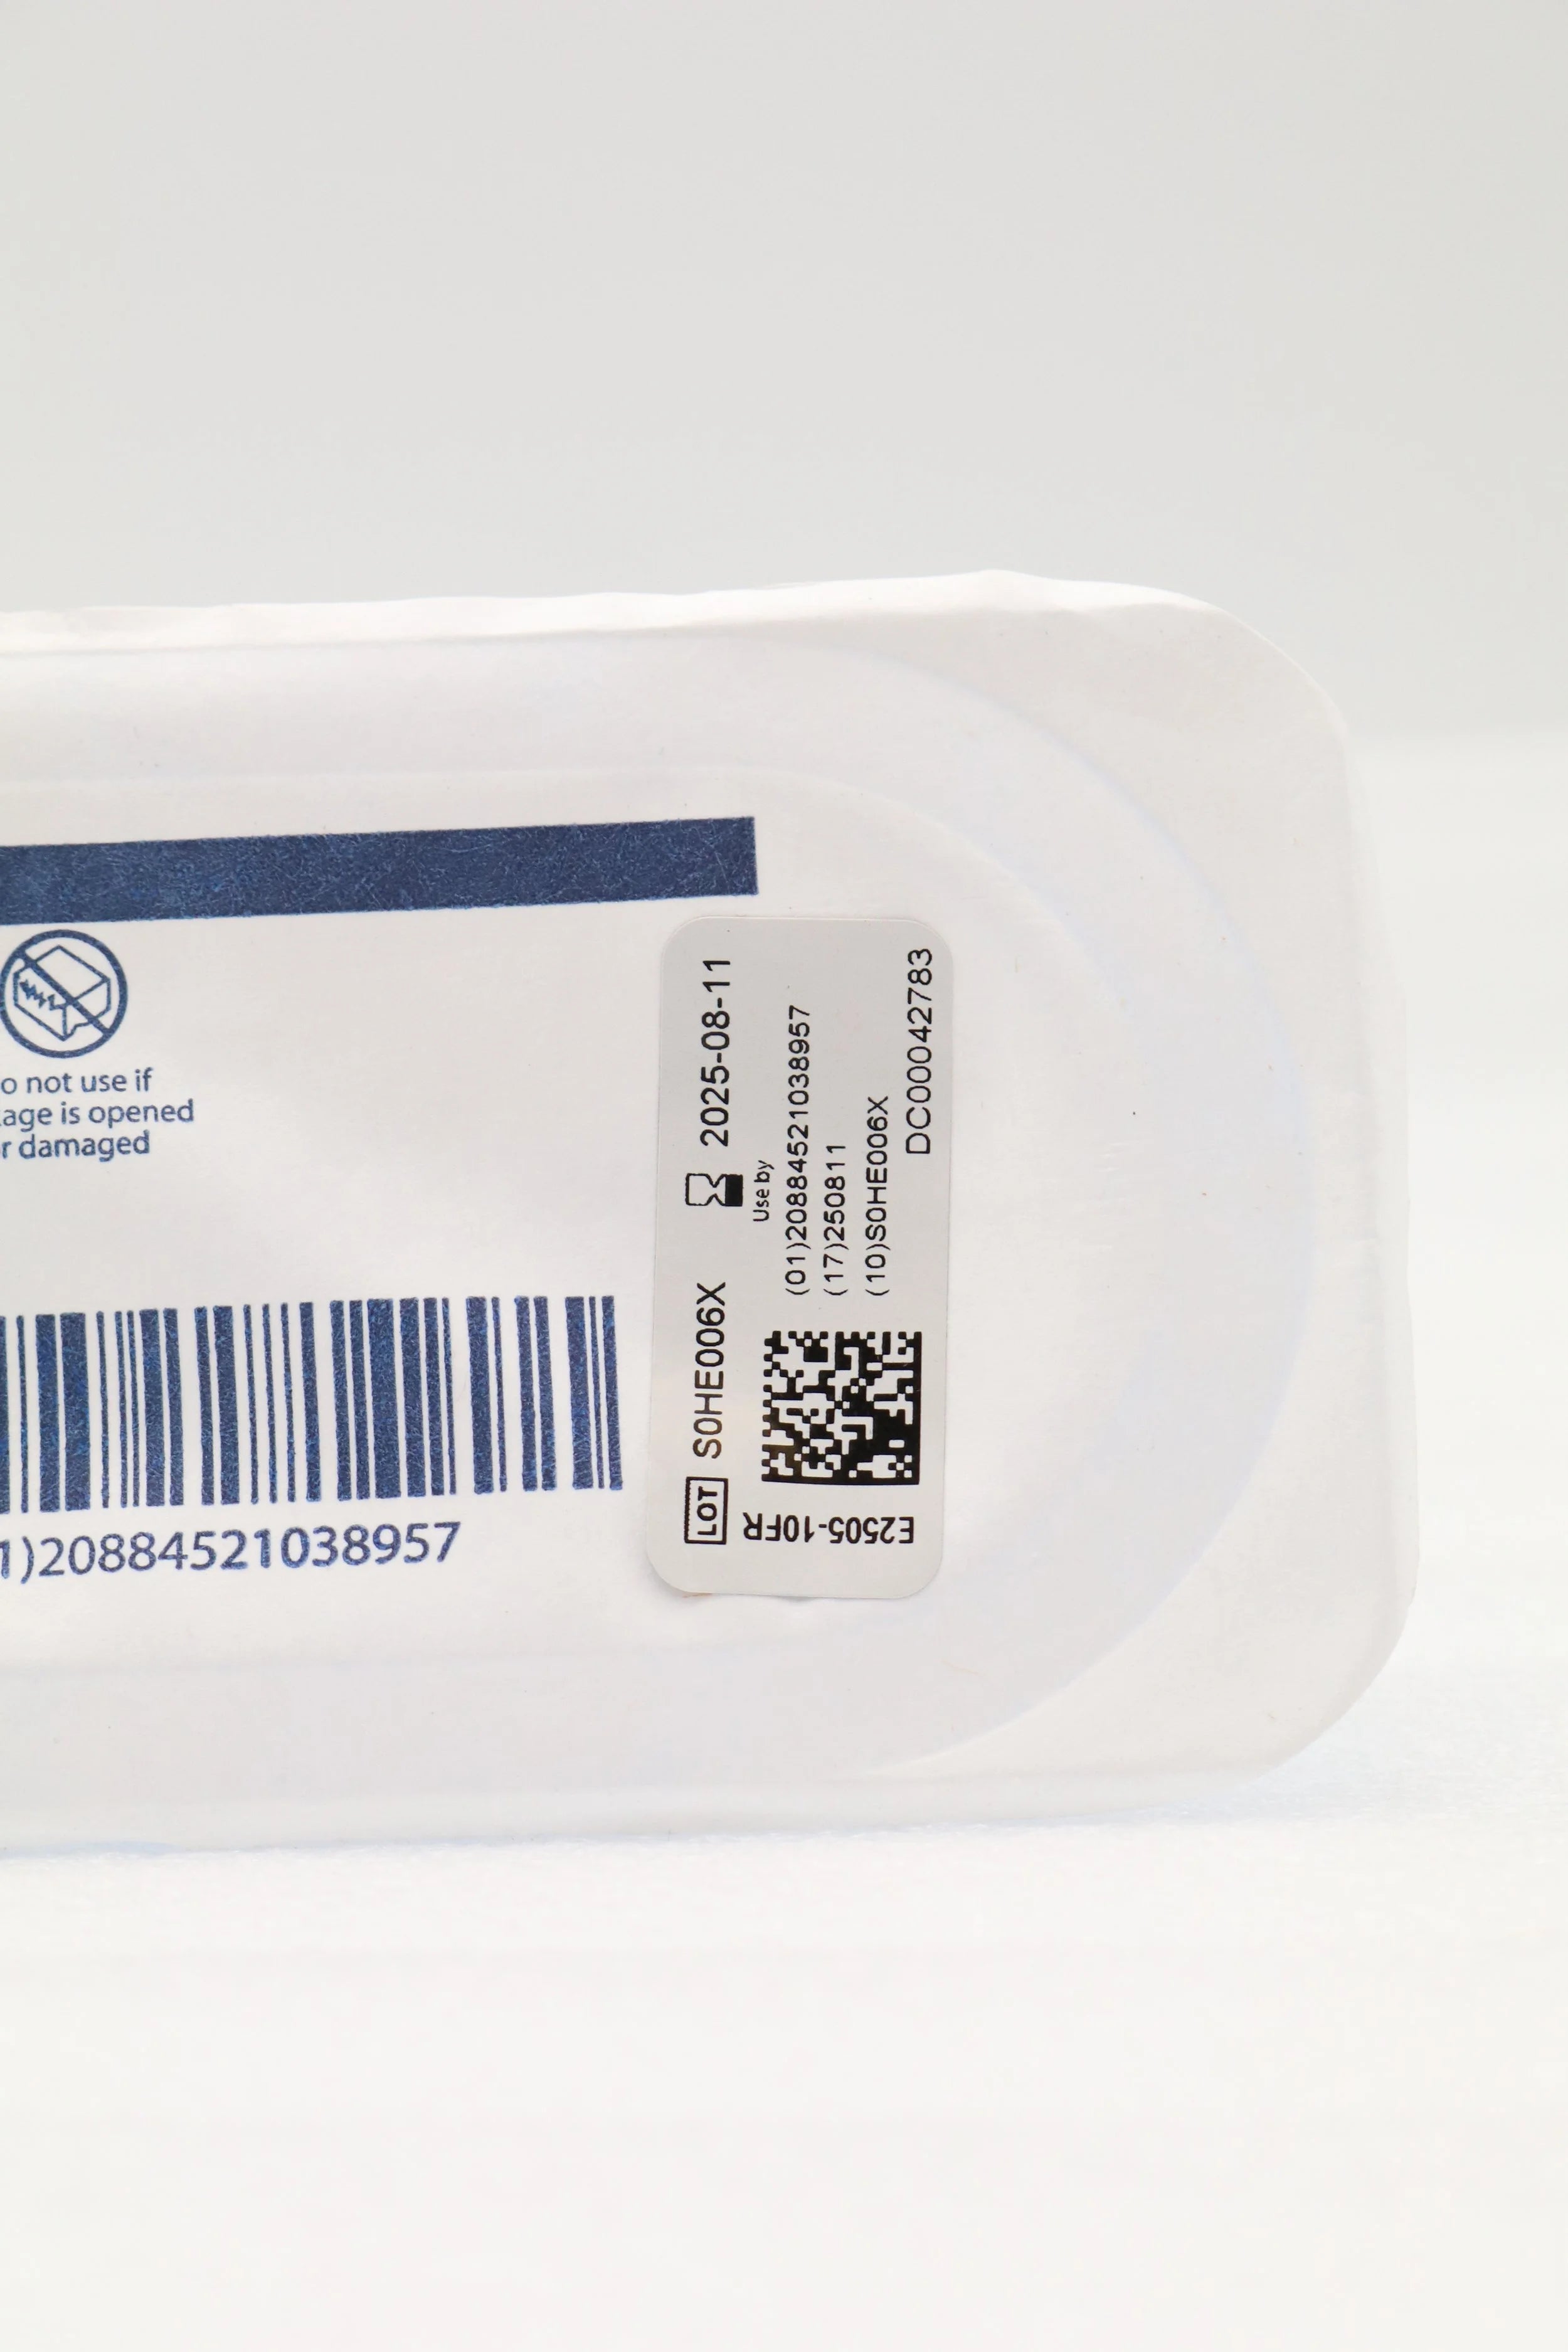 o not use if
age is opened
r damaged
1)20884521038957
LOT S0HE006X 2025-08-11
Use by
(01)20884521038957
(17)250811
(10)S0HE006X
DC00042783
E2505-10FR